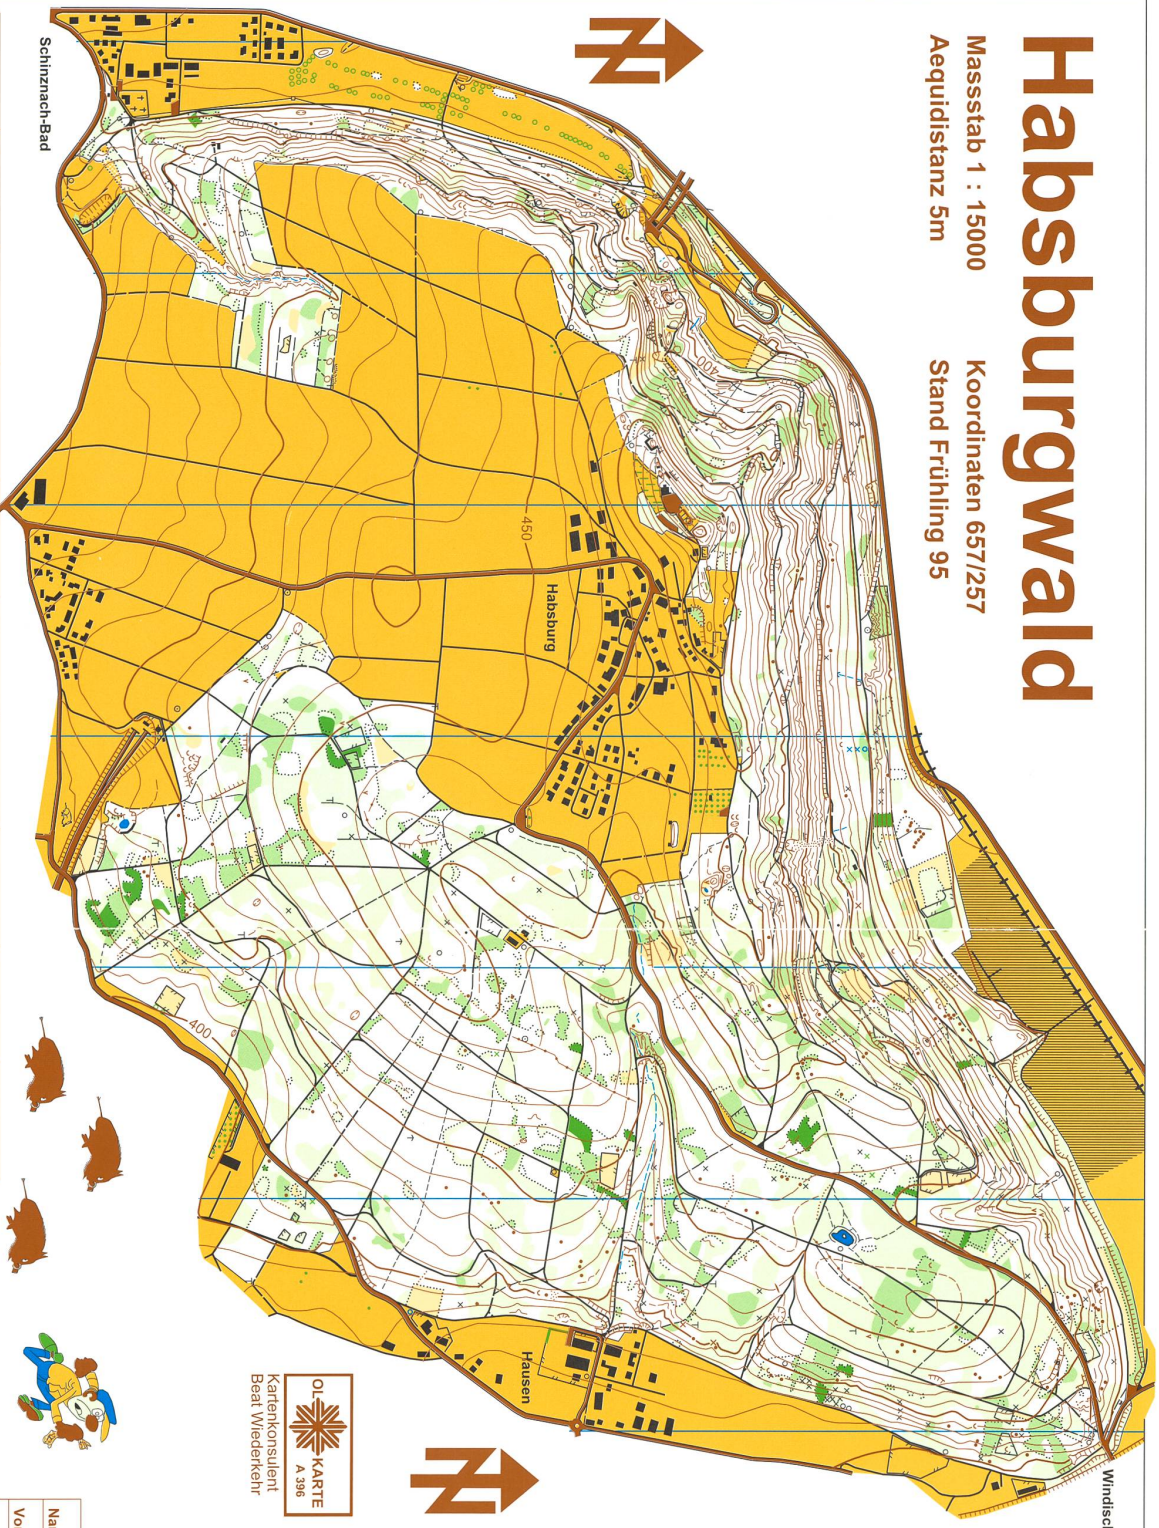 Habsburgwald
Massstab 1 : 15000
Koordinaten 657/257
Aequidistanz 5m
Stand Frühling 95
N
Schinznach-Bad
400
450
Habsburg
400
Hausen
Windisch
OL-KARTE
A 396
Kartenkonsulent
Beat Wiederkehr
N